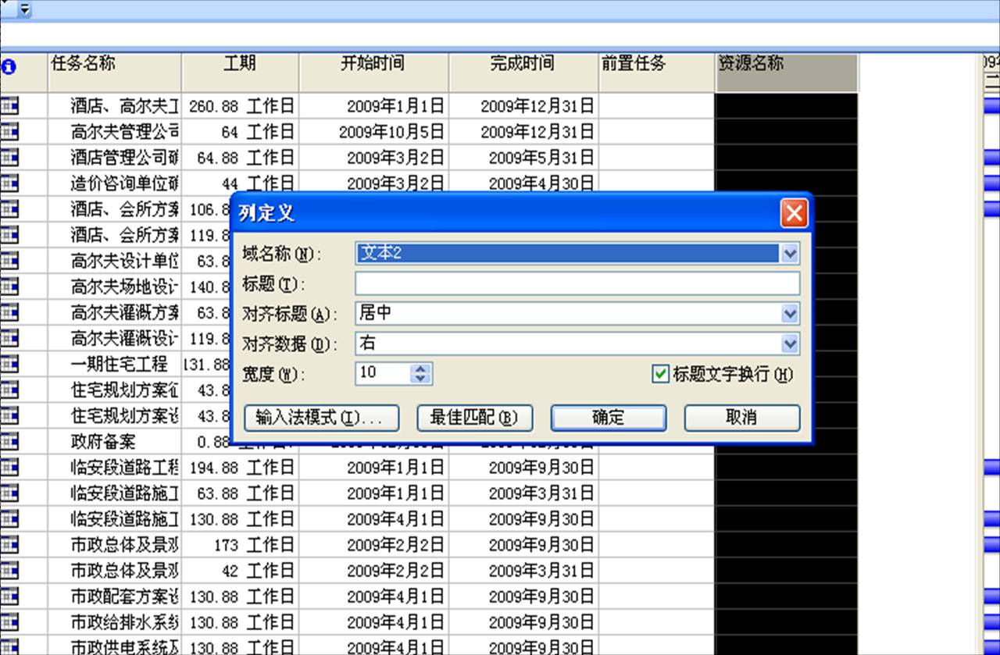 任务名称 工期 开始时间 完成时间 前置任务 资源名称
酒店、高尔夫工 260.88 工作日 2009年1月1日 2009年12月31日
高尔夫管理公司 64 工作日 2009年10月5日 2009年12月31日
酒店管理公司确 64.88 工作日 2009年3月2日 2009年5月31日
造价咨询单位确 44 工作日 2009年3月2日 2009年4月30日
酒店、会所方案 106.8
酒店、会所方案 119.8
高尔夫设计单位 63.8
高尔夫场地设计 140.8
高尔夫灌溉方案 63.8
高尔夫灌溉设计 119.8
一期住宅工程 131.88
住宅规划方案征 43.8
住宅规划方案设 43.8
政府备案 0.88
列定义
域名称(N):
文本2
标题(T):
对齐标题(A):
居中
对齐数据(D):
右
宽度(W):
10
标题文字换行(H)
输入法模式(I)... 最佳匹配(B) 确定 取消
临安段道路工程 194.88 工作日 2009年1月1日 2009年9月30日
临安段道路施工 63.88 工作日 2009年1月1日 2009年3月31日
临安段道路施工 130.88 工作日 2009年4月1日 2009年9月30日
市政总体及景观 173 工作日 2009年2月2日 2009年9月30日
市政总体及景观 42 工作日 2009年2月2日 2009年3月31日
市政配套方案设 130.88 工作日 2009年4月1日 2009年9月30日
市政给排水系统 130.88 工作日 2009年4月1日 2009年9月30日
市政供电系统及 130.88 工作日 2009年4月1日 2009年9月30日